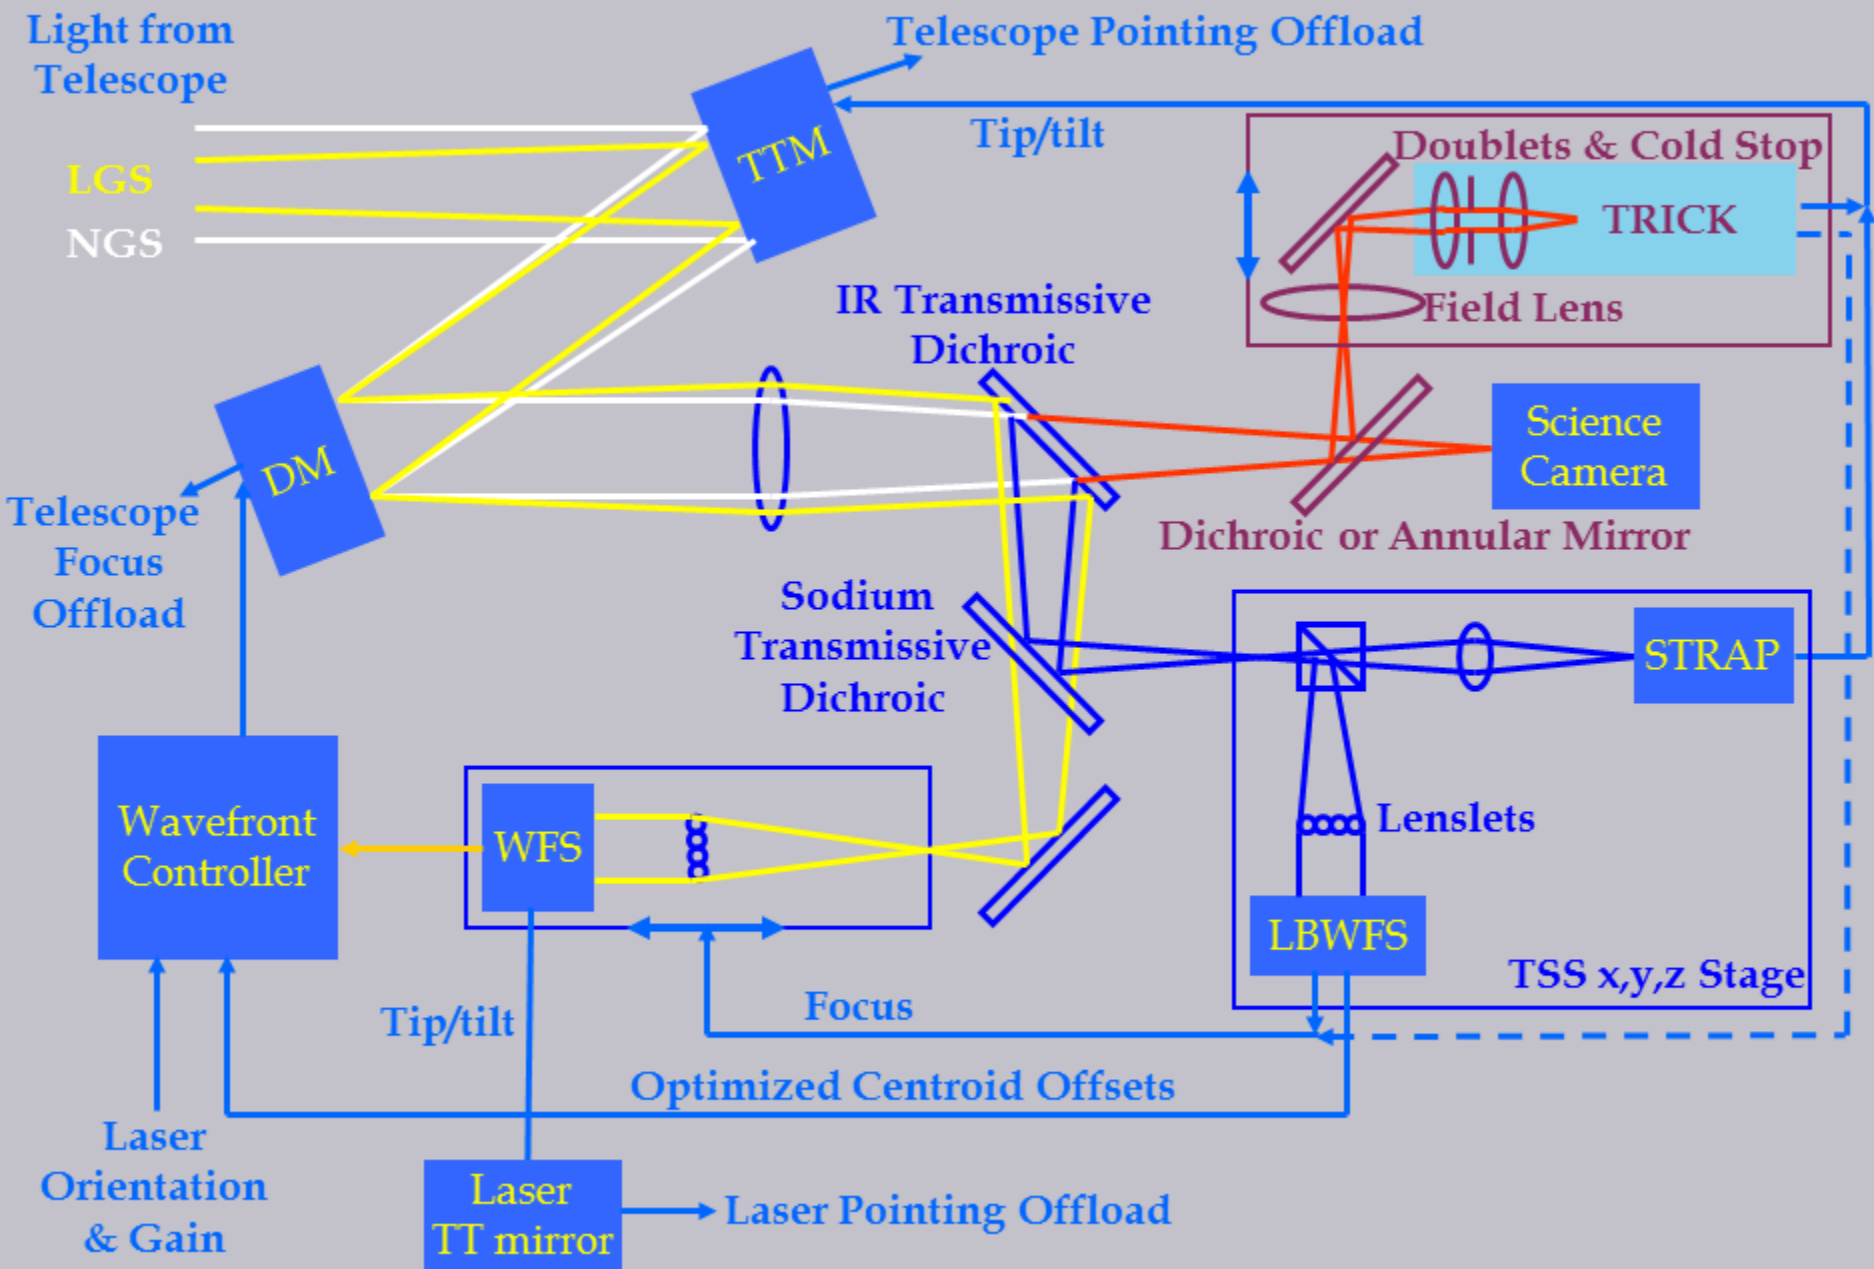 Light from
Telescope
Telescope Pointing Offload
LGS
NGS
TTM
Tip/tilt
Doublets & Cold Stop
TRICK
Field Lens
IR Transmissive
Dichroic
DM
Science
Camera
Dichroic or Annular Mirror
Telescope
Focus
Offload
Sodium
Transmissive
Dichroic
STRAP
Wavefront
Controller
WFS
Lenslets
LBWFS
TSS x,y,z Stage
Tip/tilt
Focus
Optimized Centroid Offsets
Laser
Orientation
& Gain
Laser
TT mirror
Laser Pointing Offload